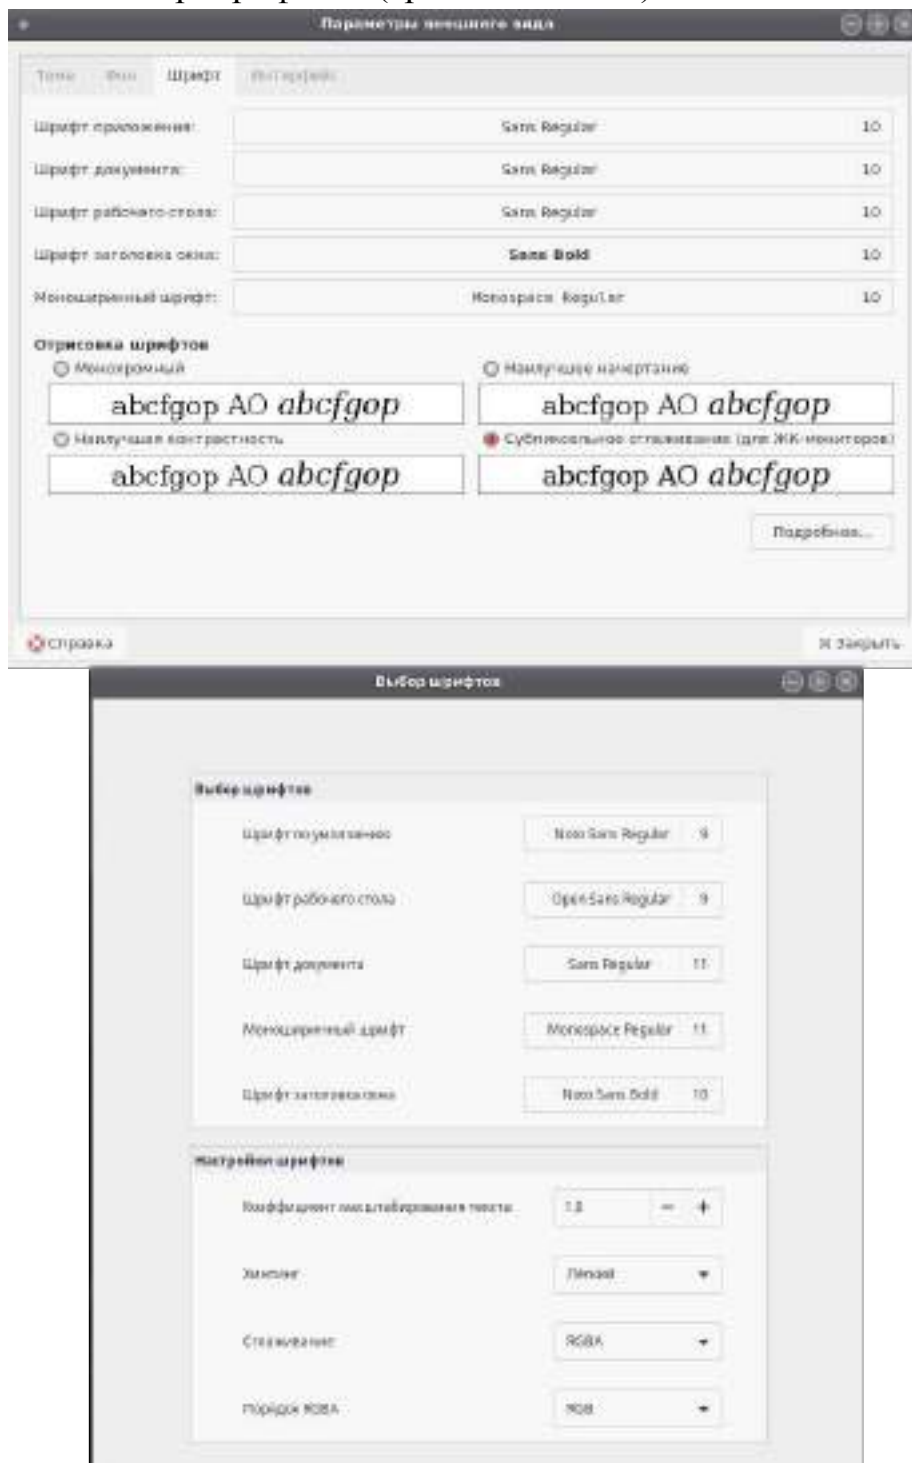 Параметры внешнего вида
Тема Фон Шрифт Интерфейс
Шрифт приложения: Sans Regular 10
Шрифт документа: Sans Regular 10
Шрифт рабочего стола: Sans Regular 10
Шрифт заголовка окна: Sans Bold 10
Моноширинный шрифт: Monospace Regular 10
Отрисовка шрифтов
Монохромный Наилучшее начертание
abcfgop AO abcfgop abcfgop AO abcfgop
Наилучшая контрастность Субпиксельное сглаживание (для ЖК-мониторов)
abcfgop AO abcfgop abcfgop AO abcfgop
Подробнее...
Справка Закрыть
Выбор шрифтов
Выбор шрифтов
Шрифт по умолчанию Noto Sans Regular 9
Шрифт рабочего стола Open Sans Regular 9
Шрифт документа Sans Regular 11
Моноширинный шрифт Monospace Regular 11
Шрифт заголовка окна Noto Sans Bold 10
Настройки шрифтов
Коэффициент масштабирования текста 1,0 − +
Хинтинг Лёгкий
Сглаживание RGBA
Порядок RGBA RGB